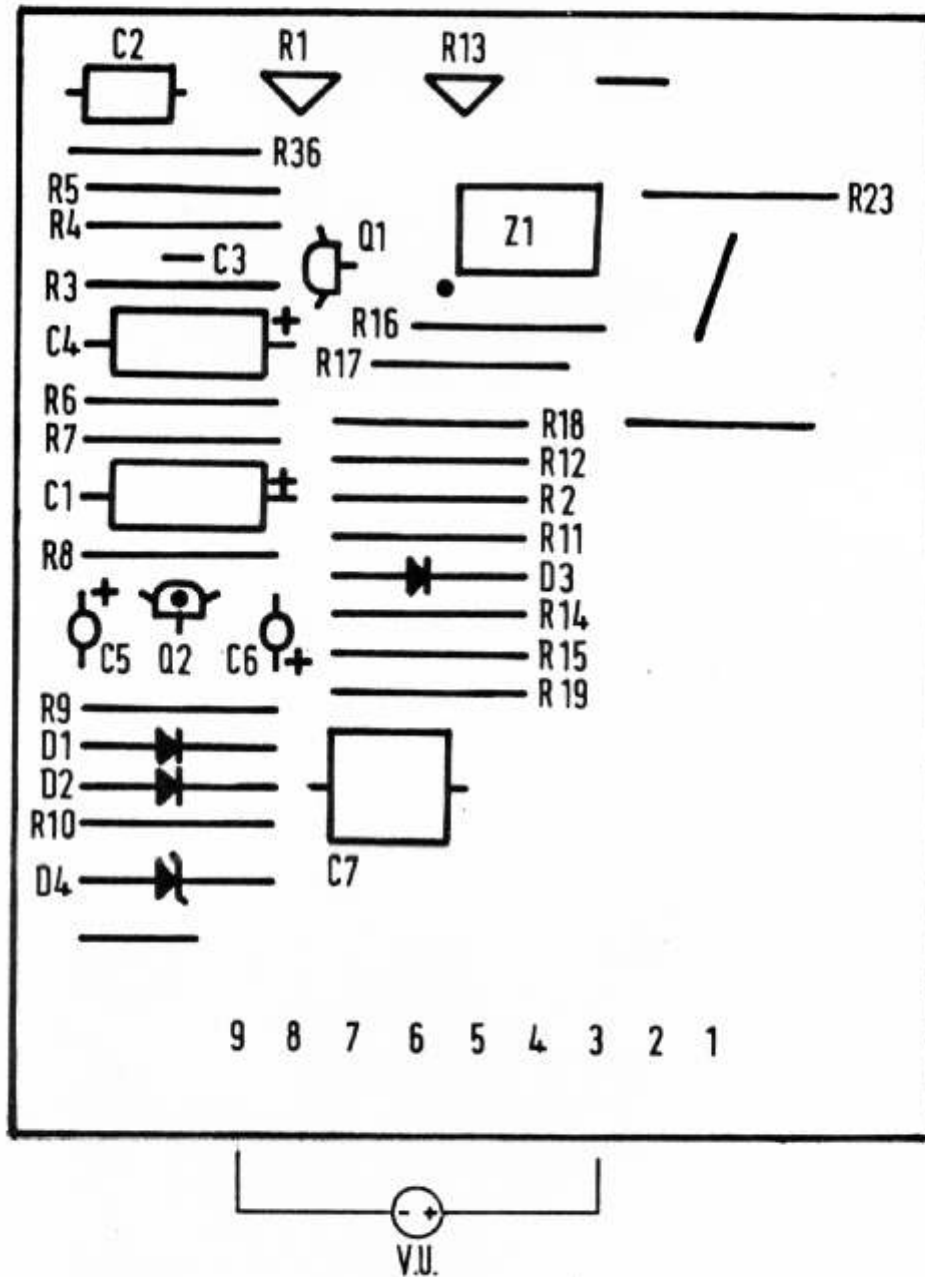 C2 R1 R13
R36
R5 R23
R4 Z1
C3 Q1
R3
R16
C4 + R17
R6 R18
R7 R12
C1 + R2
R11
R8 D3
+ R14
C5 Q2 C6 + R15
R19
R9
D1
D2
R10
C7
D4
9 8 7 6 5 4 3 2 1
- +
V.U.